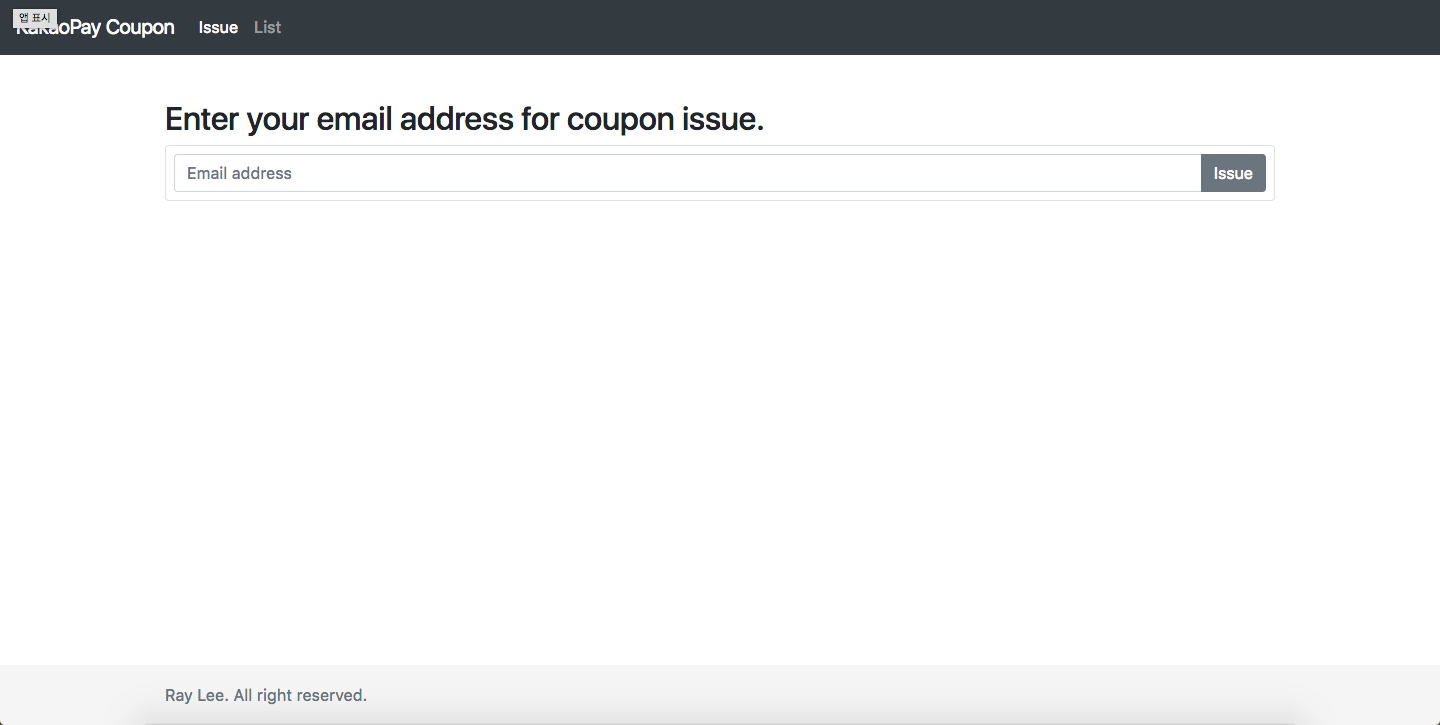 앱 표시
KakaoPay Coupon Issue List
Enter your email address for coupon issue.
Email address Issue
Ray Lee. All right reserved.